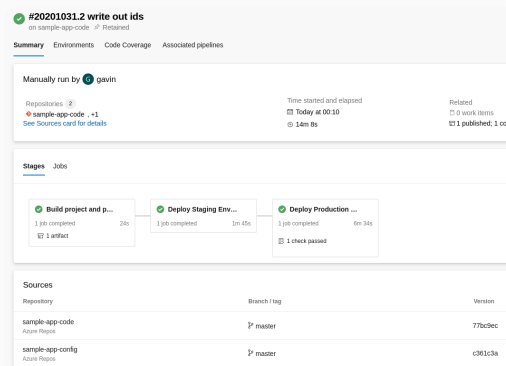 #20201031.2 write out ids
on sample-app-code Retained
Summary Environments Code Coverage Associated pipelines
Manually run by G gavin
Repositories 2
sample-app-code , +1
See Sources card for details
Time started and elapsed
Today at 00:10
14m 8s
Related
0 work items
1 published; 1 co
Stages Jobs
Build project and p…
1 job completed 24s
1 artifact
Deploy Staging Env…
1 job completed 1m 45s
Deploy Production …
1 job completed 6m 34s
1 check passed
Sources
Repository Branch / tag Version
sample-app-code master 77bc9ec
Azure Repos
sample-app-config master c361c3a
Azure Repos